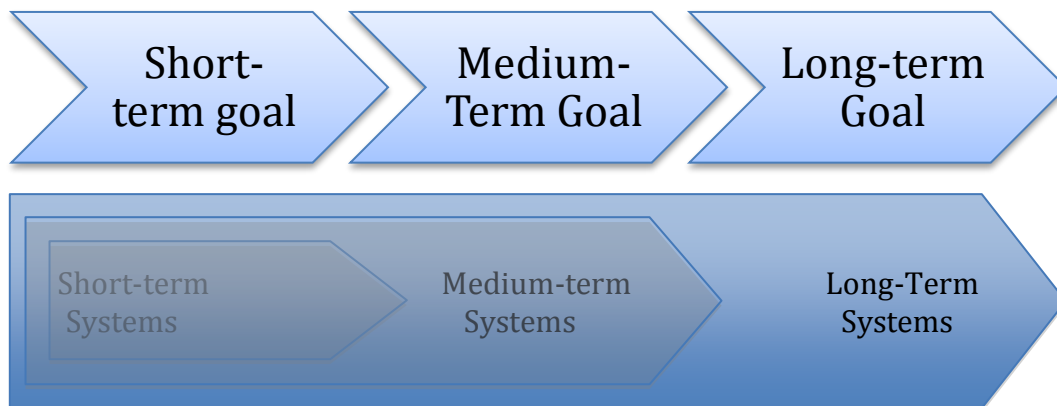 Short-
term goal
Medium-
Term Goal
Long-term
Goal
Short-term
Systems
Medium-term
Systems
Long-Term
Systems